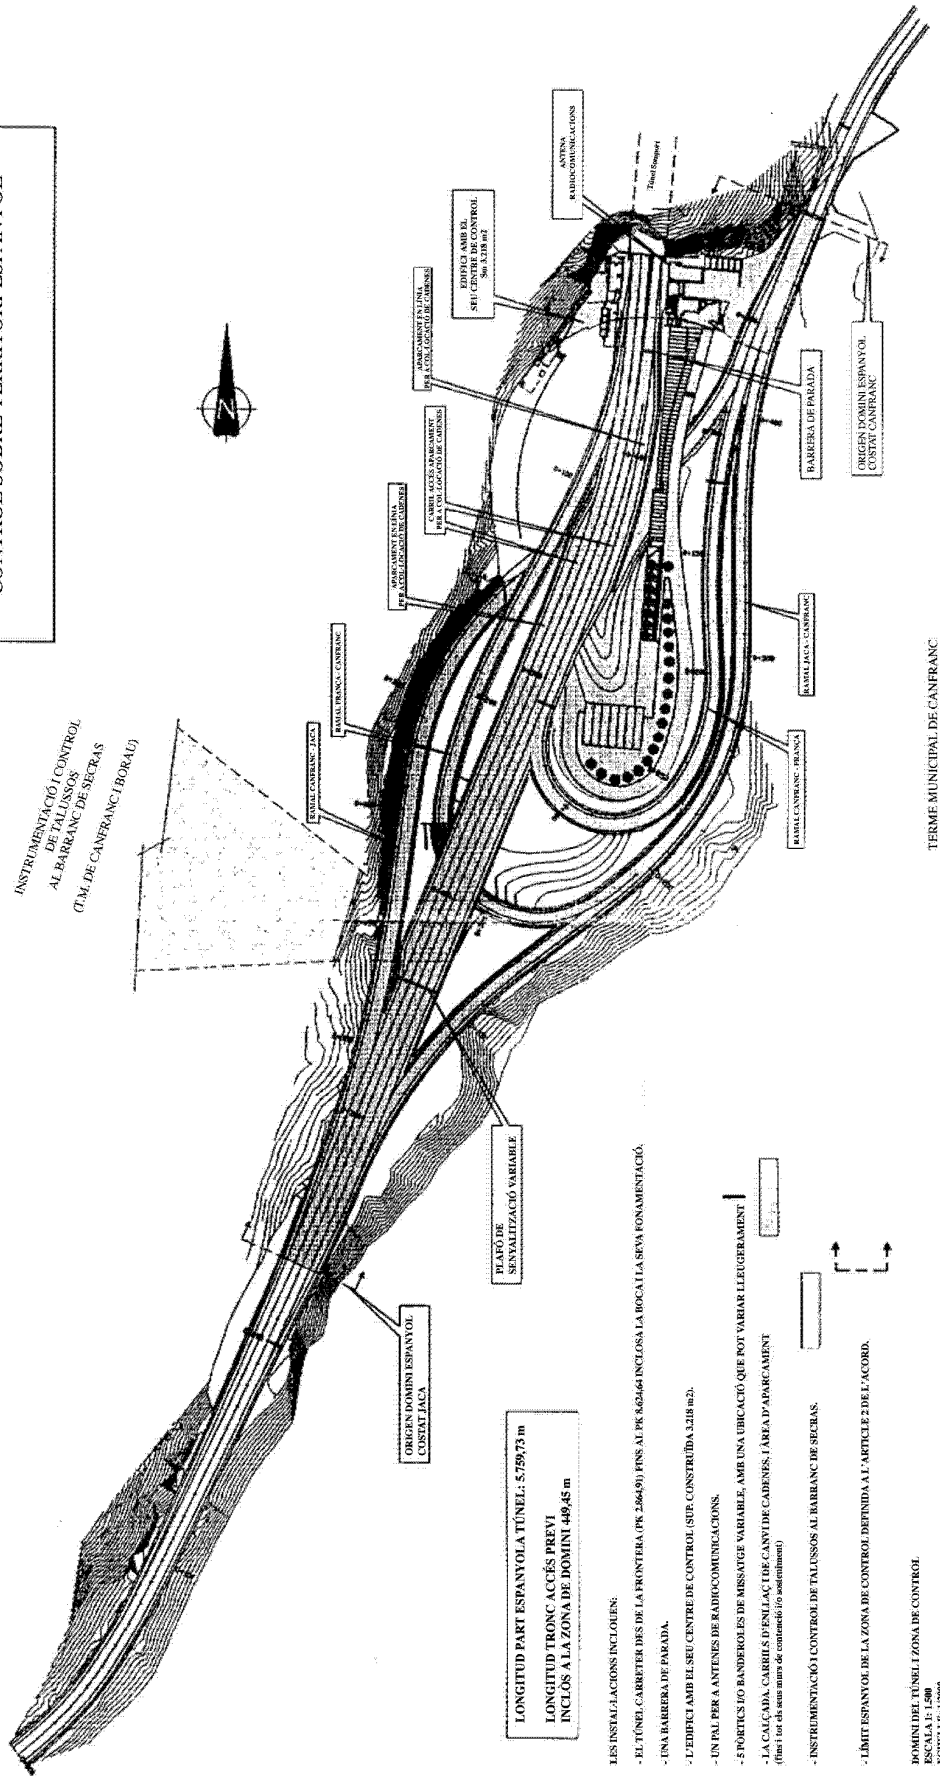 CONTROL SOBRE TERRITORI ESPANYOL
INSTRUMENTACIÓ I CONTROL
DE TALUSSOS
AL BARRANC DE SECRAS
(T.M. DE CANFRANC I BORAU)
N
RAMAL CANFRANC - JACA
RAMAL FRANÇA - CANFRANC
APARCAMENT EN LÍNIA
PER A COL·LOCACIÓ DE CADENES
CARRIL ACCÉS APARCAMENT
PER A COL·LOCACIÓ DE CADENES
APARCAMENT EN LÍNIA
PER A COL·LOCACIÓ DE CADENES
EDIFICI AMB EL
SEU CENTRE DE CONTROL
Sup 3.218 m2
ANTENA
RADIOCOMUNICACIONS
Túnel Somport
ORIGEN DOMINI ESPANYOL
COSTAT JACA
PLAFÓ DE
SENYALITZACIÓ VARIABLE
RAMAL CANFRANC - FRANÇA
RAMAL JACA - CANFRANC
BARRERA DE PARADA
ORIGEN DOMINI ESPANYOL
COSTAT CANFRANC
TERME MUNICIPAL DE CANFRANC
LONGITUD PART ESPANYOLA TÚNEL: 5.759,73 m
LONGITUD TRONC ACCÉS PREVI
INCLÒS A LA ZONA DE DOMINI 449,45 m
LES INSTAL·LACIONS INCLOUEN:
- EL TÚNEL CARRETER DES DE LA FRONTERA (PK 2.864,91) FINS AL PK 8.624,64 INCLOSA LA BOCA I LA SEVA FONAMENTACIÓ.
- UNA BARRERA DE PARADA.
- L'EDIFICI AMB EL SEU CENTRE DE CONTROL (SUP. CONSTRUÏDA 3.218 m2).
- UN PAL PER A ANTENES DE RADIOCOMUNICACIONS.
- 5 PÒRTICS I/O BANDEROLES DE MISSATGE VARIABLE, AMB UNA UBICACIÓ QUE POT VARIAR LLEUGERAMENT
- LA CALÇADA, CARRILS D'ENLLAÇ I DE CANVI DE CADENES, I ÀREA D'APARCAMENT
(fins i tot els seus murs de contenció i/o sosteniment)
- INSTRUMENTACIÓ I CONTROL DE TALUSSOS AL BARRANC DE SECRAS.
- LÍMIT ESPANYOL DE LA ZONA DE CONTROL DEFINIDA A L'ARTICLE 2 DE L'ACORD.
DOMINI DEL TÚNEL I ZONA DE CONTROL
ESCALA 1: 1.500